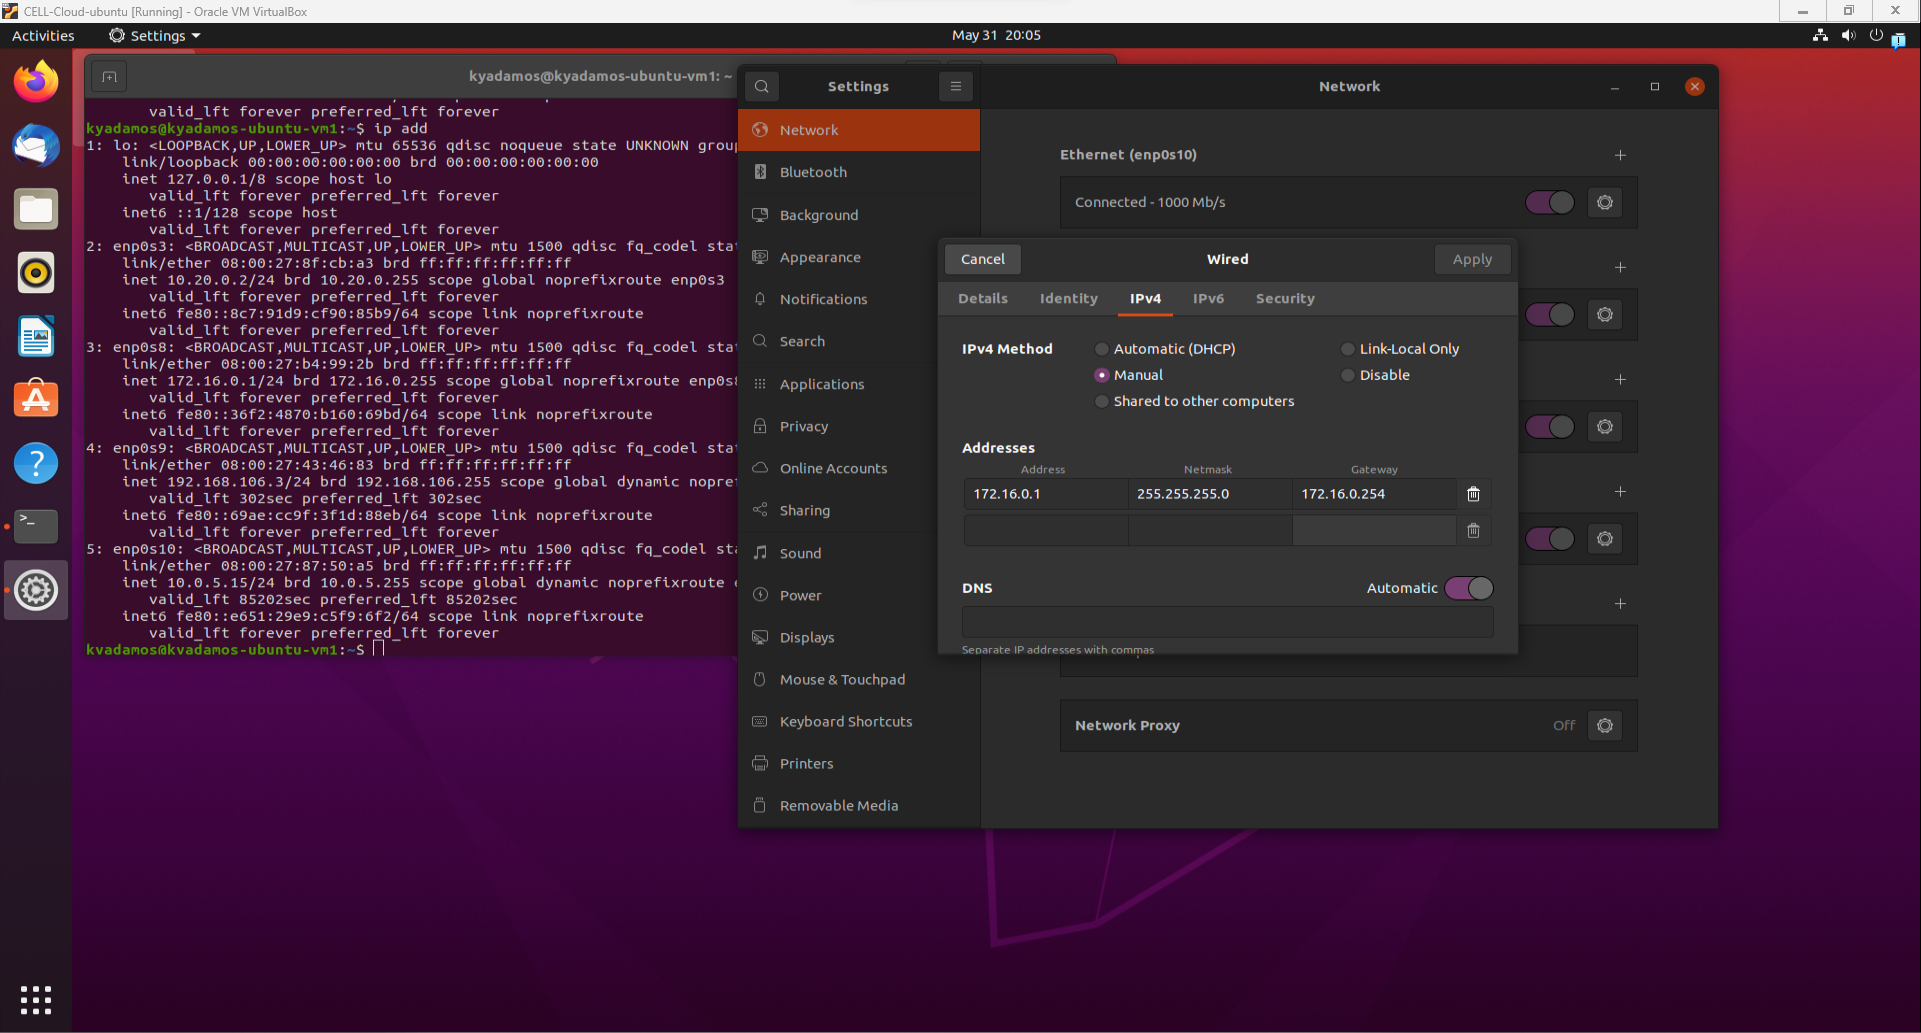 CELL-Cloud-ubuntu [Running] - Oracle VM VirtualBox
Activities
Settings
May 31 20:05
kyadamos@kyadamos-ubuntu-vm1: ~
valid_lft forever preferred_lft forever
kyadamos@kyadamos-ubuntu-vm1:~$ ip add
1: lo: <LOOPBACK,UP,LOWER_UP> mtu 65536 qdisc noqueue state UNKNOWN group
link/loopback 00:00:00:00:00:00 brd 00:00:00:00:00:00
inet 127.0.0.1/8 scope host lo
valid_lft forever preferred_lft forever
inet6 ::1/128 scope host
valid_lft forever preferred_lft forever
2: enp0s3: <BROADCAST,MULTICAST,UP,LOWER_UP> mtu 1500 qdisc fq_codel stat
link/ether 08:00:27:8f:cb:a3 brd ff:ff:ff:ff:ff:ff
inet 10.20.0.2/24 brd 10.20.0.255 scope global noprefixroute enp0s3
valid_lft forever preferred_lft forever
inet6 fe80::8c7:91d9:cf90:85b9/64 scope link noprefixroute
valid_lft forever preferred_lft forever
3: enp0s8: <BROADCAST,MULTICAST,UP,LOWER_UP> mtu 1500 qdisc fq_codel stat
link/ether 08:00:27:b4:99:2b brd ff:ff:ff:ff:ff:ff
inet 172.16.0.1/24 brd 172.16.0.255 scope global noprefixroute enp0s8
valid_lft forever preferred_lft forever
inet6 fe80::36f2:4870:b160:69bd/64 scope link noprefixroute
valid_lft forever preferred_lft forever
4: enp0s9: <BROADCAST,MULTICAST,UP,LOWER_UP> mtu 1500 qdisc fq_codel stat
link/ether 08:00:27:43:46:83 brd ff:ff:ff:ff:ff:ff
inet 192.168.106.3/24 brd 192.168.106.255 scope global dynamic nopref
valid_lft 302sec preferred_lft 302sec
inet6 fe80::69ae:cc9f:3f1d:88eb/64 scope link noprefixroute
valid_lft forever preferred_lft forever
5: enp0s10: <BROADCAST,MULTICAST,UP,LOWER_UP> mtu 1500 qdisc fq_codel sta
link/ether 08:00:27:87:50:a5 brd ff:ff:ff:ff:ff:ff
inet 10.0.5.15/24 brd 10.0.5.255 scope global dynamic noprefixroute e
valid_lft 85202sec preferred_lft 85202sec
inet6 fe80::e651:29e9:c5f9:6f2/64 scope link noprefixroute
valid_lft forever preferred_lft forever
kyadamos@kyadamos-ubuntu-vm1:~$
Settings
Network
Bluetooth
Background
Appearance
Notifications
Search
Applications
Privacy
Online Accounts
Sharing
Sound
Power
Displays
Mouse & Touchpad
Keyboard Shortcuts
Printers
Removable Media
Network
Ethernet (enp0s10)
Connected - 1000 Mb/s
Cancel
Wired
Apply
Details
Identity
IPv4
IPv6
Security
IPv4 Method
Automatic (DHCP)
Link-Local Only
Manual
Disable
Shared to other computers
Addresses
Address
Netmask
Gateway
172.16.0.1
255.255.255.0
172.16.0.254
DNS
Automatic
Separate IP addresses with commas
Network Proxy
Off